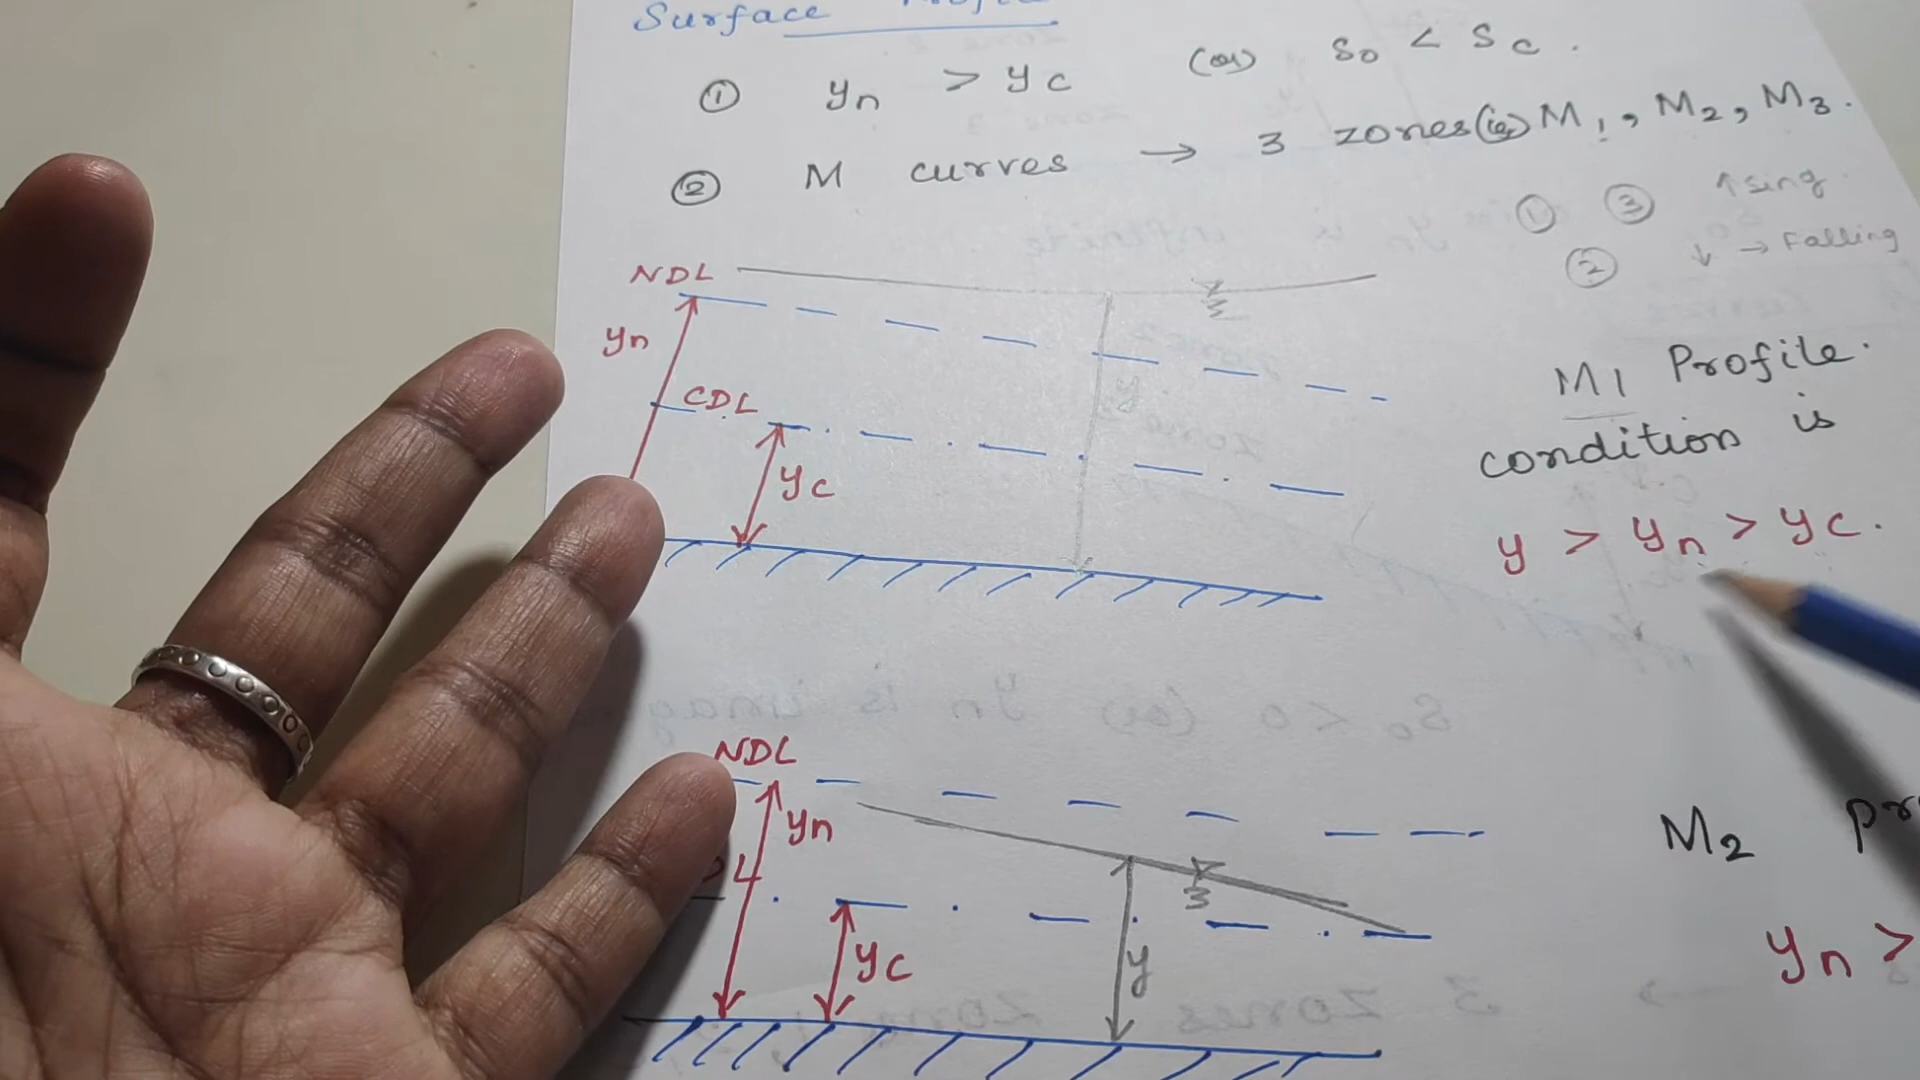 Surface
① yn > yc (or) So < Sc.
② M curves → 3 zones(ie) M1, M2, M3.
① ③ ↑sing
② ↓ → Falling
NDL
yn
CDL
yc
y
M1 Profile.
condition is
y > yn > yc.
NDL
yn
yc
y
M2
yn >